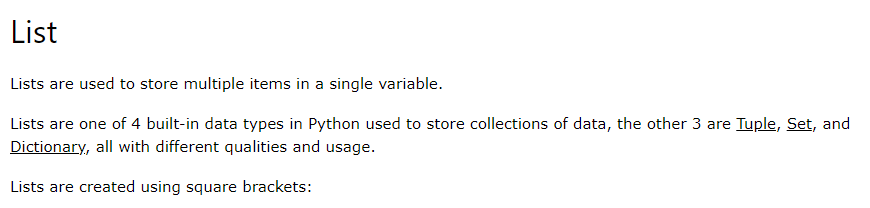 List
Lists are used to store multiple items in a single variable.
Lists are one of 4 built-in data types in Python used to store collections of data, the other 3 are Tuple, Set, and
Dictionary, all with different qualities and usage.
Lists are created using square brackets: